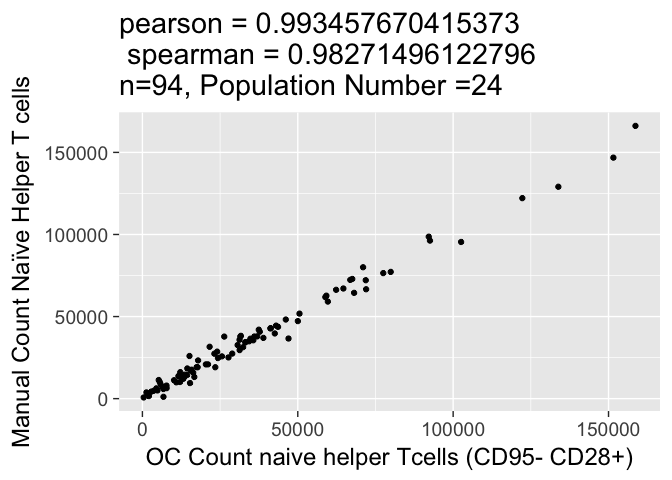 pearson = 0.993457670415373
spearman = 0.98271496122796
n=94, Population Number =24
Manual Count Naïve Helper T cells
150000
100000
50000
0
0 50000 100000 150000
OC Count naive helper Tcells (CD95- CD28+)